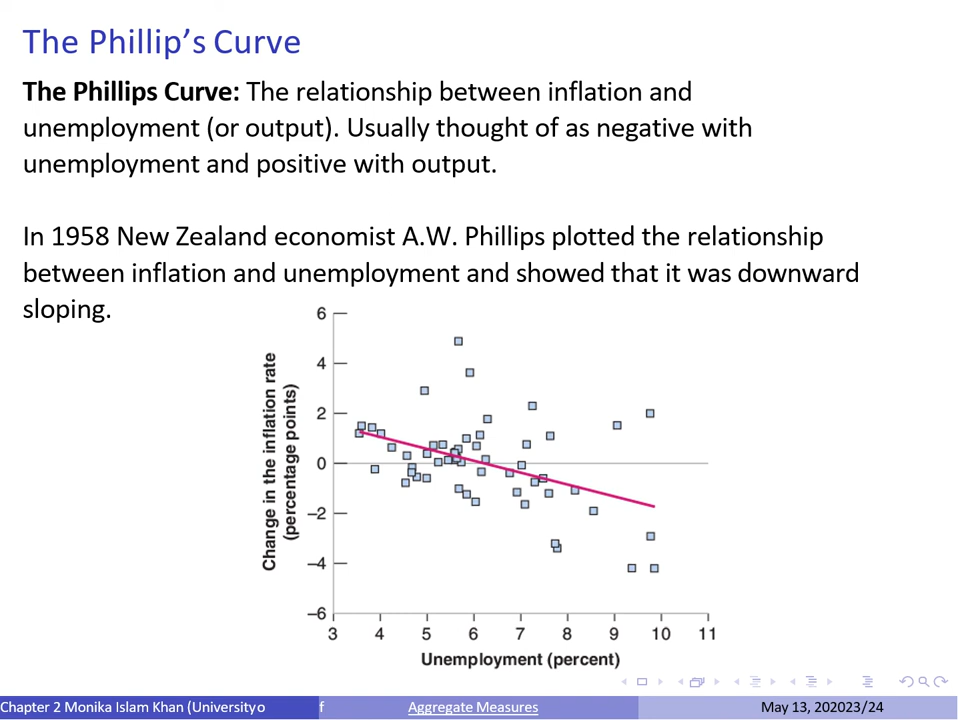 The Phillip’s Curve
The Phillips Curve: The relationship between inflation and
unemployment (or output). Usually thought of as negative with
unemployment and positive with output.
In 1958 New Zealand economist A.W. Phillips plotted the relationship
between inflation and unemployment and showed that it was downward
sloping.
Change in the inflation rate
(percentage points)
6
4
2
0
–2
–4
–6
3 4 5 6 7 8 9 10 11
Unemployment (percent)
Chapter 2 Monika Islam Khan (Universityo f Aggregate Measures May 13, 202023/24